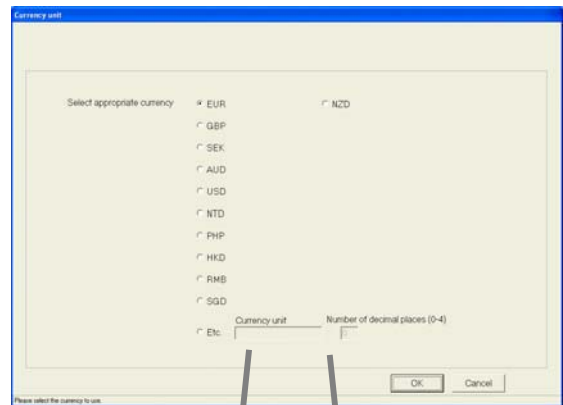 Currency unit
Select appropriate currency EUR NZD
GBP
SEK
AUD
USD
NTD
PHP
HKD
RMB
SGD
Currency unit Number of decimal places (0-4)
Etc.
OK Cancel
Please select the currency to use.